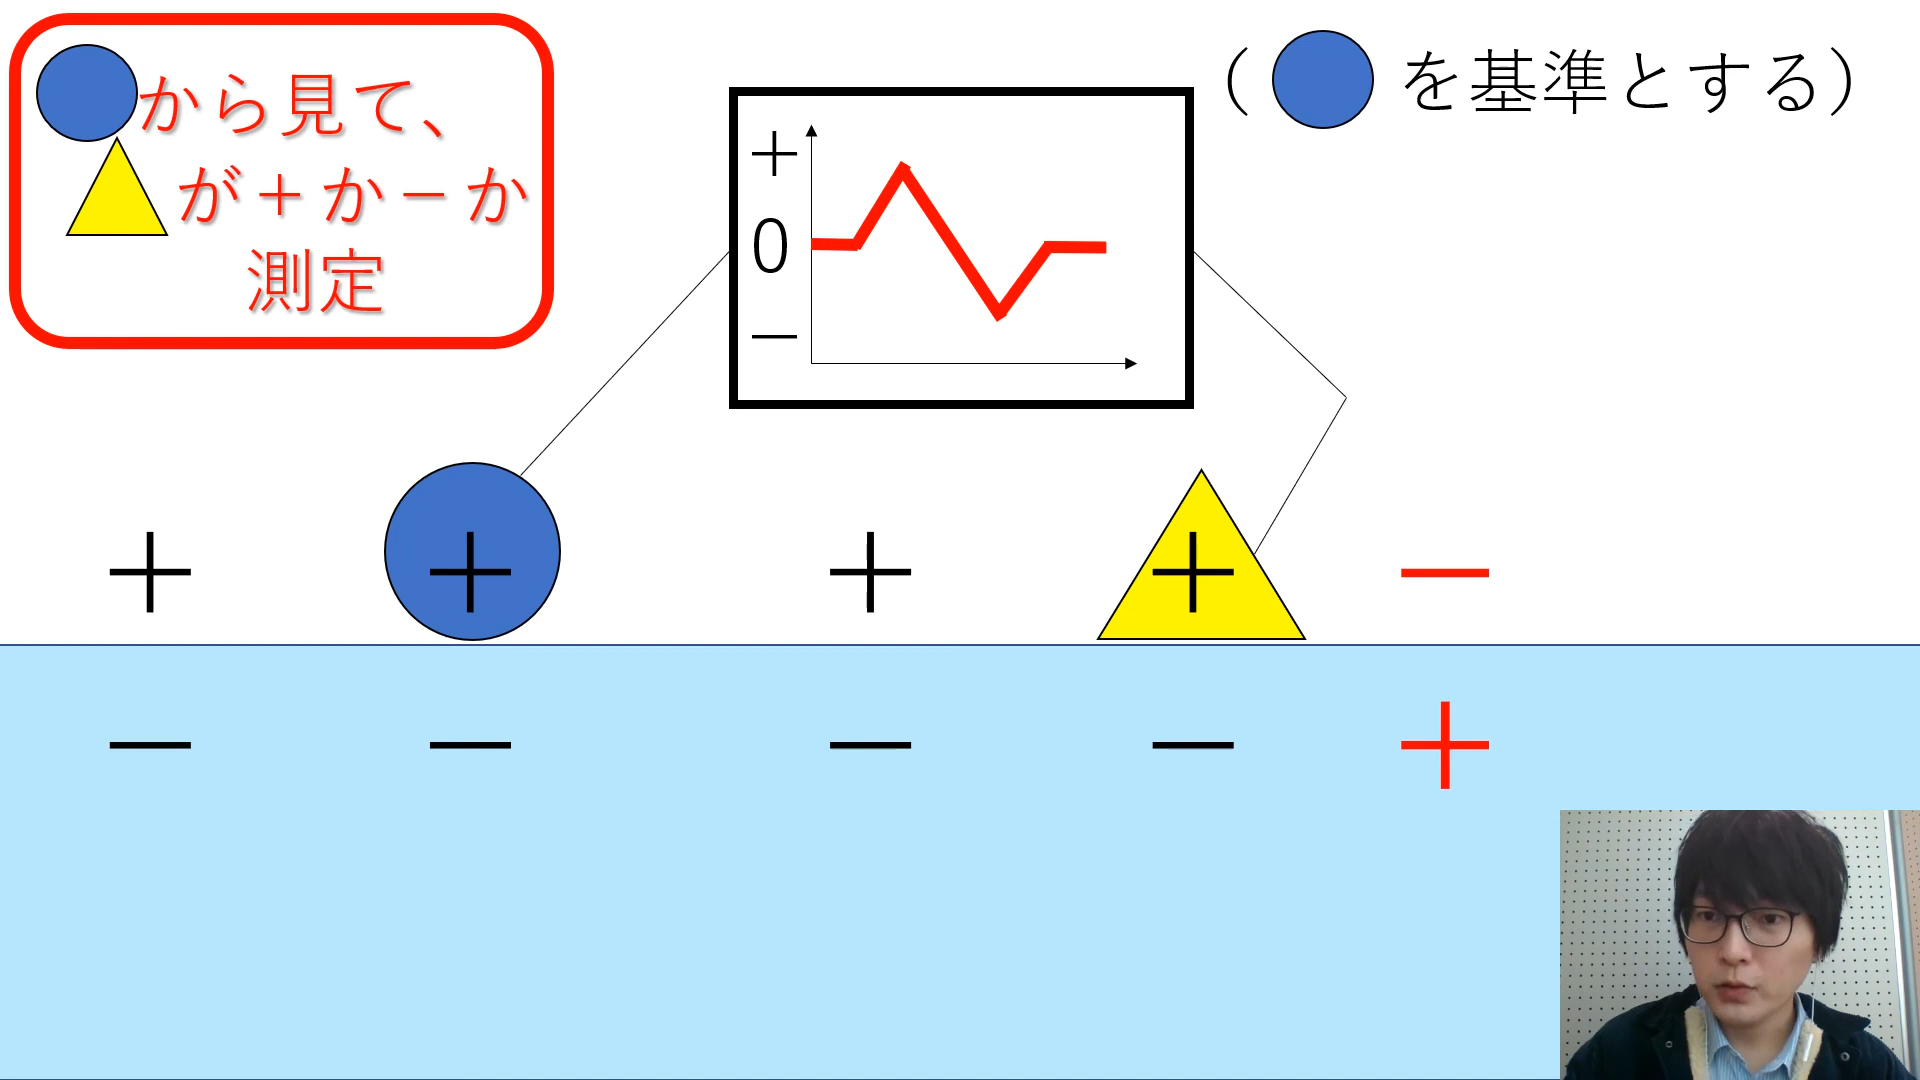 から見て、
が+か-か
測定
(を基準とする)
+
0
-
+ + + + -
- - - - +